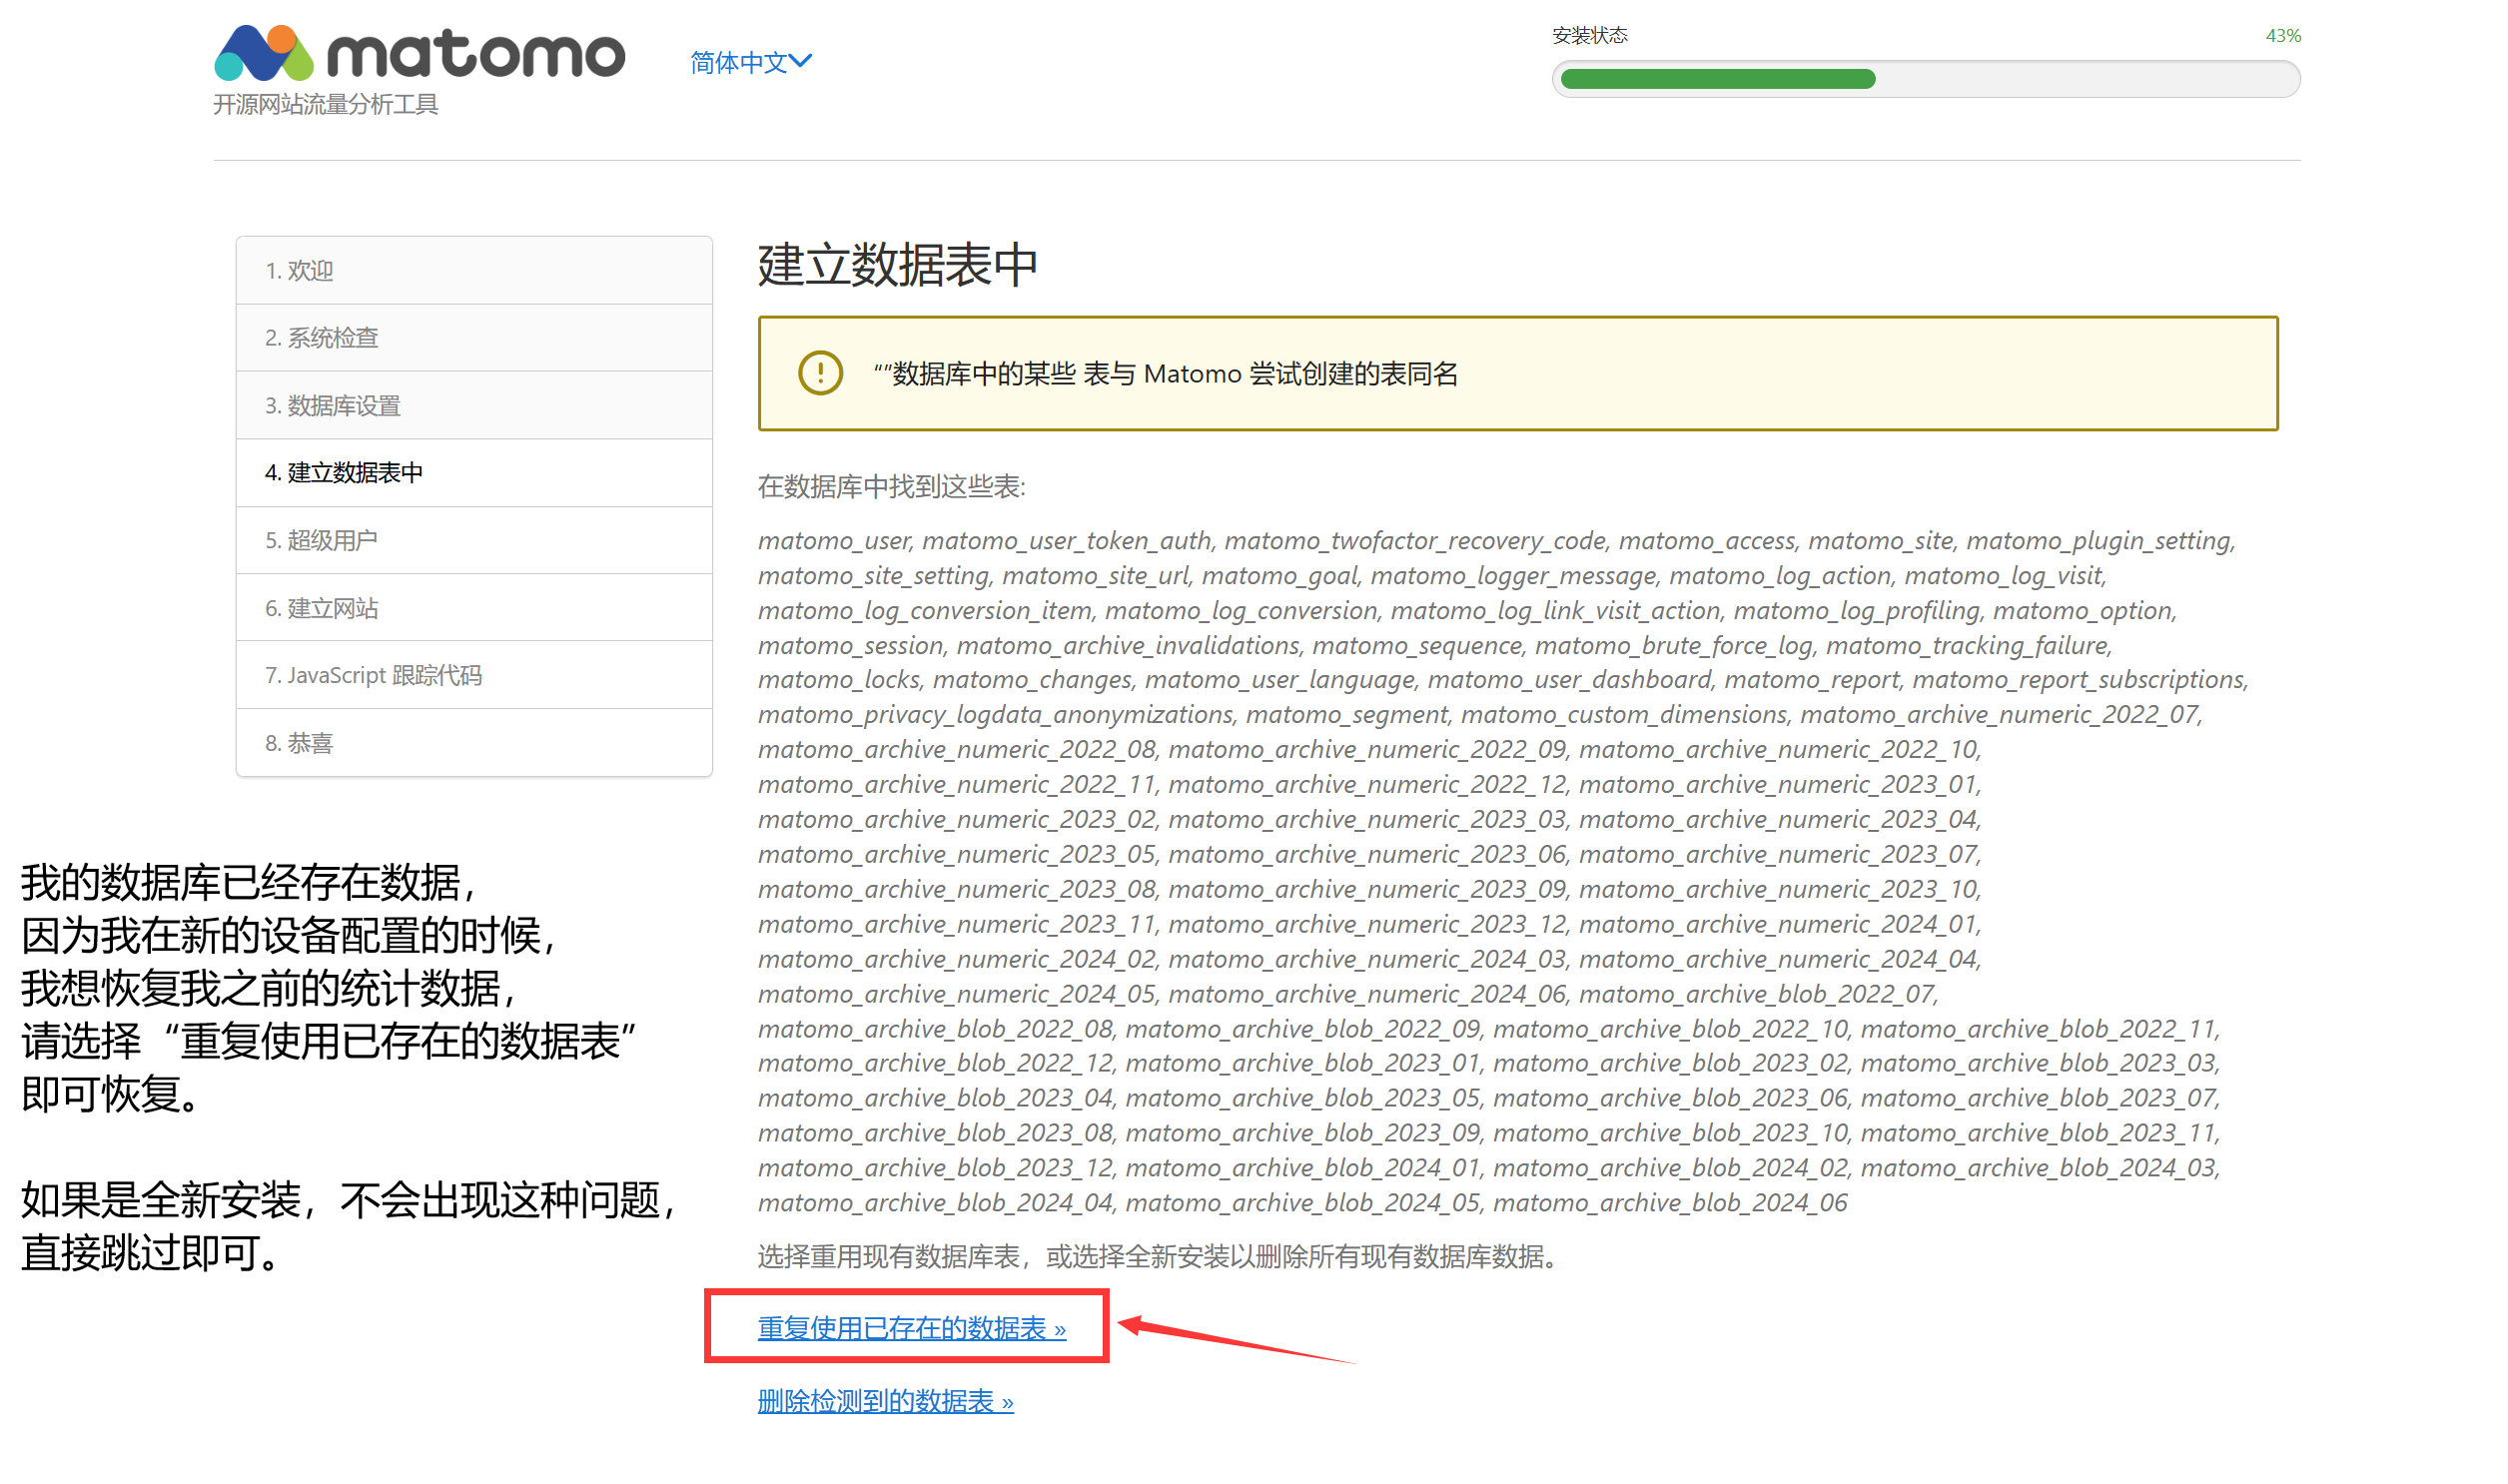 matomo
简体中文
开源网站流量分析工具
安装状态
43%
1. 欢迎
2. 系统检查
3. 数据库设置
4. 建立数据表中
5. 超级用户
6. 建立网站
7. JavaScript 跟踪代码
8. 恭喜
我的数据库已经存在数据，
因为我在新的设备配置的时候，
我想恢复我之前的统计数据，
请选择“重复使用已存在的数据表”
即可恢复。
如果是全新安装，不会出现这种问题，
直接跳过即可。
建立数据表中
“”数据库中的某些 表与 Matomo 尝试创建的表同名
在数据库中找到这些表:
matomo_user, matomo_user_token_auth, matomo_twofactor_recovery_code, matomo_access, matomo_site, matomo_plugin_setting,
matomo_site_setting, matomo_site_url, matomo_goal, matomo_logger_message, matomo_log_action, matomo_log_visit,
matomo_log_conversion_item, matomo_log_conversion, matomo_log_link_visit_action, matomo_log_profiling, matomo_option,
matomo_session, matomo_archive_invalidations, matomo_sequence, matomo_brute_force_log, matomo_tracking_failure,
matomo_locks, matomo_changes, matomo_user_language, matomo_user_dashboard, matomo_report, matomo_report_subscriptions,
matomo_privacy_logdata_anonymizations, matomo_segment, matomo_custom_dimensions, matomo_archive_numeric_2022_07,
matomo_archive_numeric_2022_08, matomo_archive_numeric_2022_09, matomo_archive_numeric_2022_10,
matomo_archive_numeric_2022_11, matomo_archive_numeric_2022_12, matomo_archive_numeric_2023_01,
matomo_archive_numeric_2023_02, matomo_archive_numeric_2023_03, matomo_archive_numeric_2023_04,
matomo_archive_numeric_2023_05, matomo_archive_numeric_2023_06, matomo_archive_numeric_2023_07,
matomo_archive_numeric_2023_08, matomo_archive_numeric_2023_09, matomo_archive_numeric_2023_10,
matomo_archive_numeric_2023_11, matomo_archive_numeric_2023_12, matomo_archive_numeric_2024_01,
matomo_archive_numeric_2024_02, matomo_archive_numeric_2024_03, matomo_archive_numeric_2024_04,
matomo_archive_numeric_2024_05, matomo_archive_numeric_2024_06, matomo_archive_blob_2022_07,
matomo_archive_blob_2022_08, matomo_archive_blob_2022_09, matomo_archive_blob_2022_10, matomo_archive_blob_2022_11,
matomo_archive_blob_2022_12, matomo_archive_blob_2023_01, matomo_archive_blob_2023_02, matomo_archive_blob_2023_03,
matomo_archive_blob_2023_04, matomo_archive_blob_2023_05, matomo_archive_blob_2023_06, matomo_archive_blob_2023_07,
matomo_archive_blob_2023_08, matomo_archive_blob_2023_09, matomo_archive_blob_2023_10, matomo_archive_blob_2023_11,
matomo_archive_blob_2023_12, matomo_archive_blob_2024_01, matomo_archive_blob_2024_02, matomo_archive_blob_2024_03,
matomo_archive_blob_2024_04, matomo_archive_blob_2024_05, matomo_archive_blob_2024_06
选择重用现有数据库表，或选择全新安装以删除所有现有数据库数据。
重复使用已存在的数据表 »
删除检测到的数据表 »